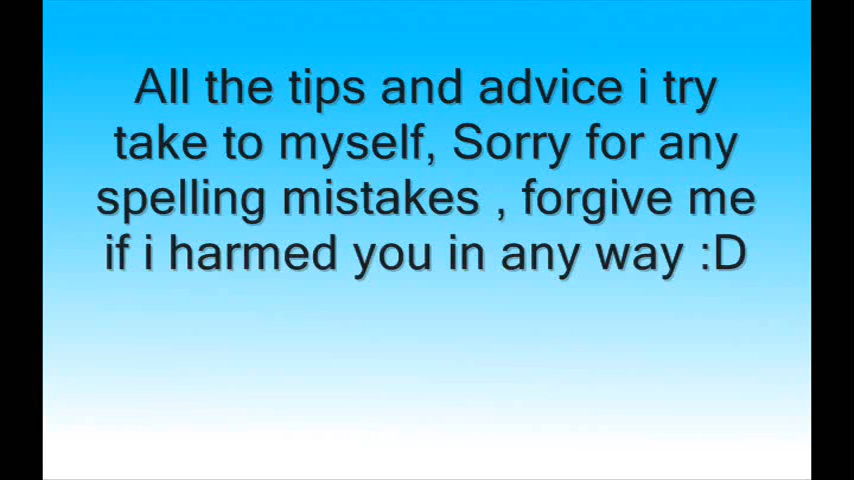 All the tips and advice i try
take to myself, Sorry for any
spelling mistakes , forgive me
if i harmed you in any way :D